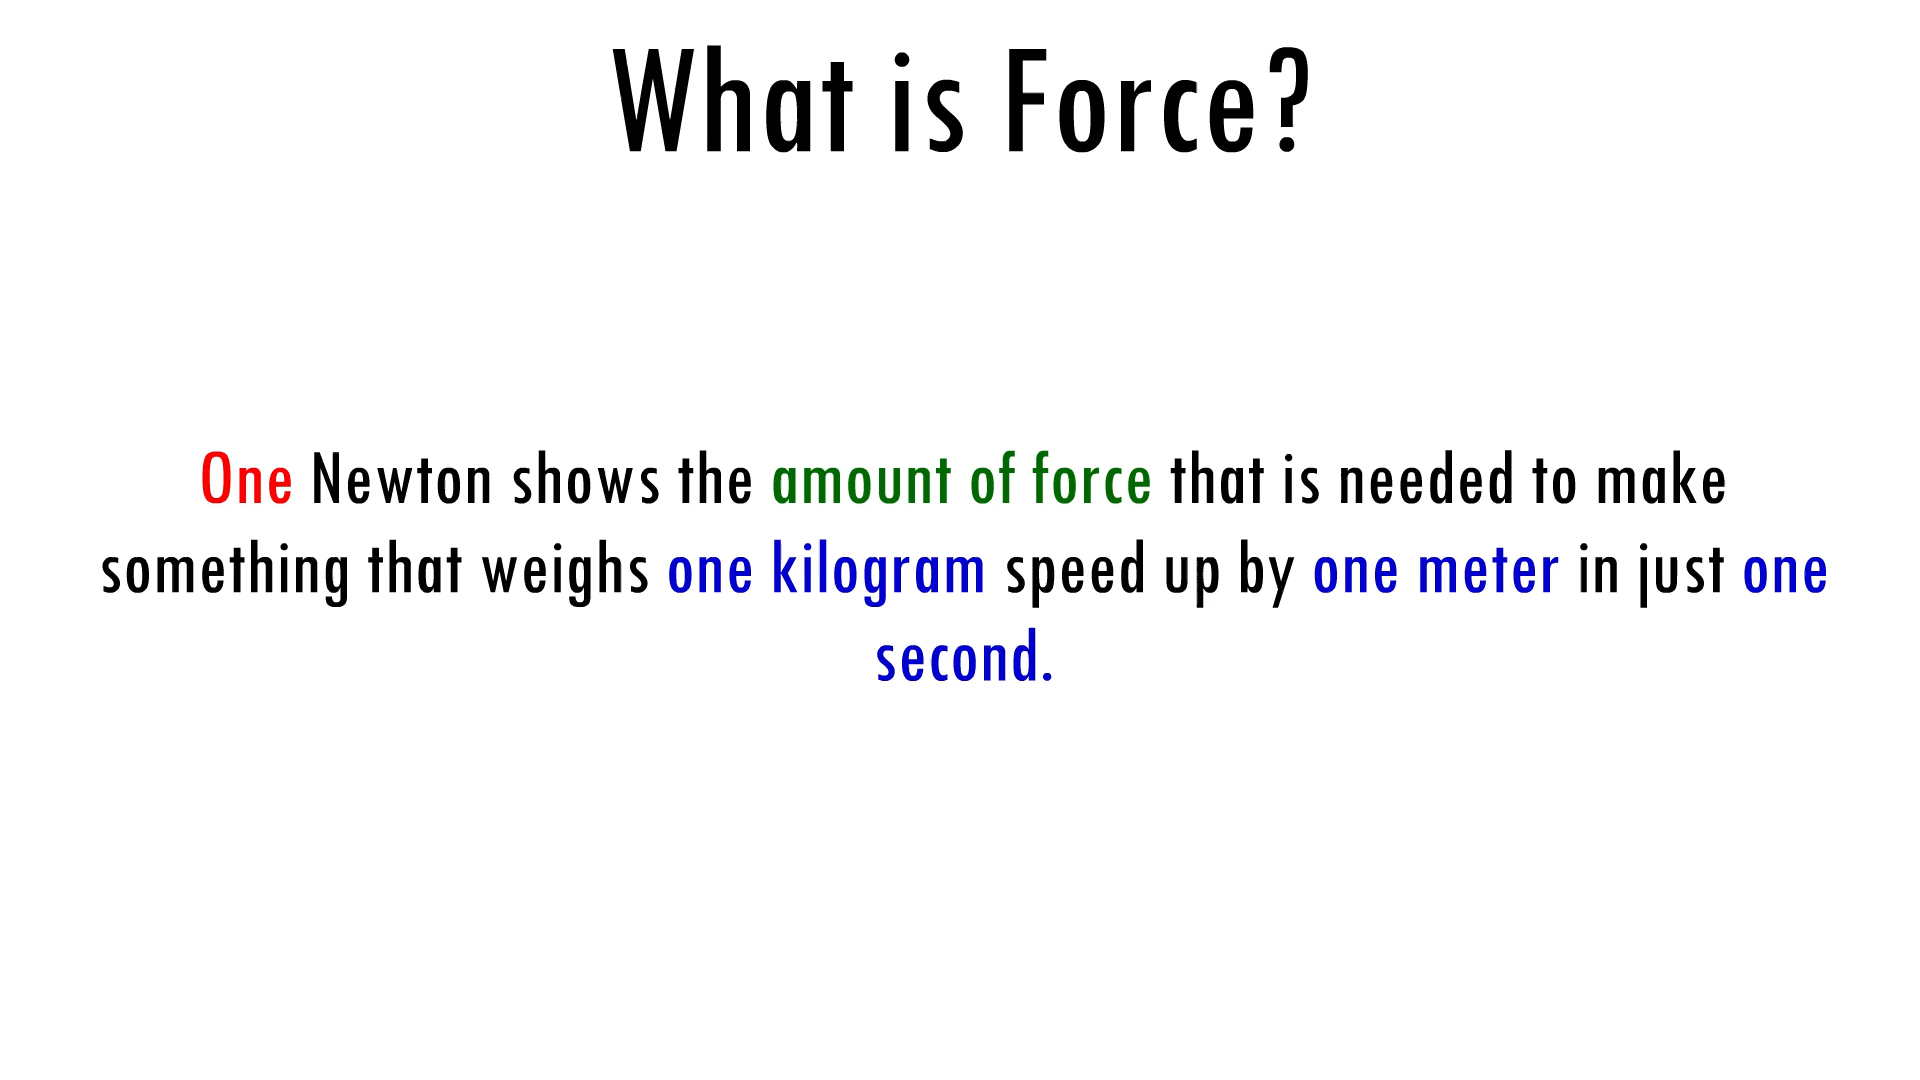 What is Force?
One Newton shows the amount of force that is needed to make
something that weighs one kilogram speed up by one meter in just one
second.